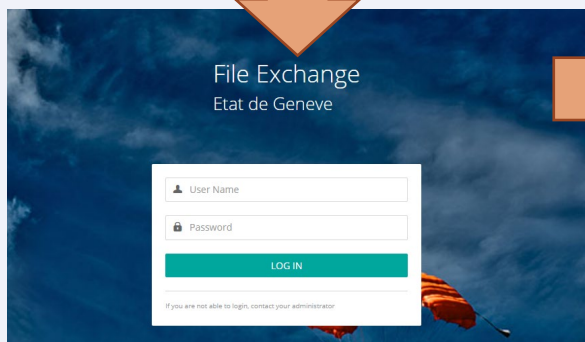 File Exchange
Etat de Geneve
User Name
Password
LOG IN
If you are not able to login, contact your administrator